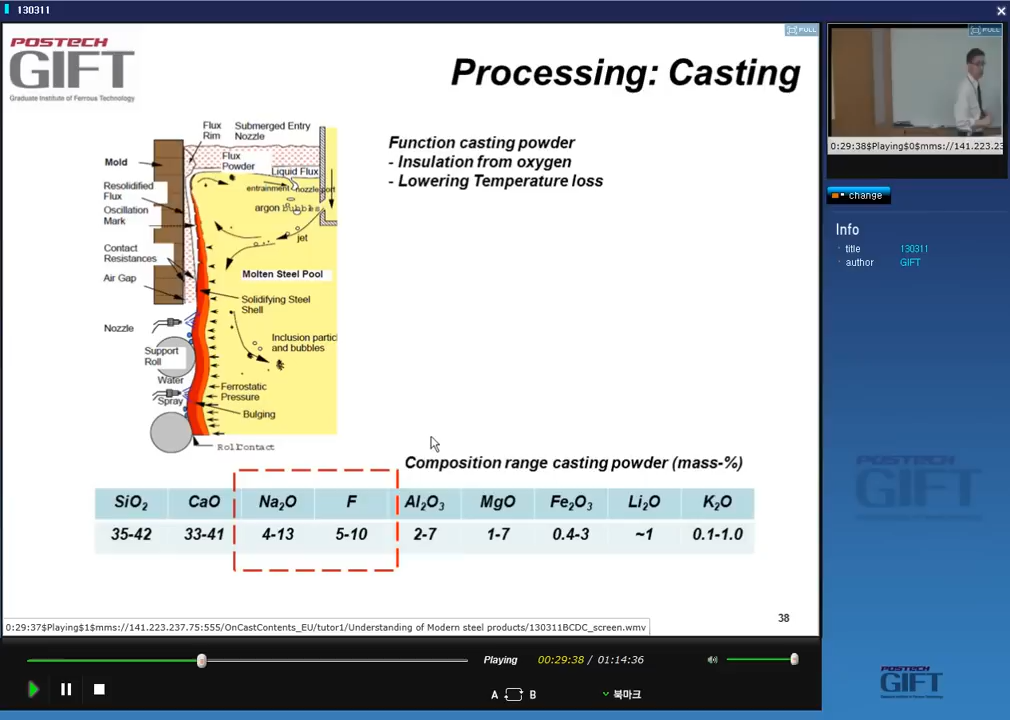 130311
POSTECH
GIFT
Graduate Institute of Ferrous Technology
FULL
Processing: Casting
FULL
0:29:38$Playing$0$mms://141.223.23
change
Info
title 130311
author GIFT
Function casting powder
- Insulation from oxygen
- Lowering Temperature loss
Flux Rim
Submerged Entry Nozzle
Mold
Flux Powder
Liquid Flux
Resolidified Flux
entrainment
nozzle port
Oscillation Mark
argon bubbles
jet
Contact Resistances
Air Gap
Molten Steel Pool
Solidifying Steel Shell
Nozzle
Inclusion partic
and bubbles
Support Roll
Water
Spray
Ferrostatic Pressure
Bulging
Roll Contact
Composition range casting powder (mass-%)
SiO₂ CaO Na₂O F Al₂O₃ MgO Fe₂O₃ Li₂O K₂O
35-42 33-41 4-13 5-10 2-7 1-7 0.4-3 ~1 0.1-1.0
38
0:29:37$Playing$1$mms://141.223.237.75:555/OnCastContents_EU/tutor1/Understanding of Modern steel products/130311BCDC_screen.wmv
Playing 00:29:38 / 01:14:36
A B 북마크
POSTECH
GIFT
POSTECH
GIFT